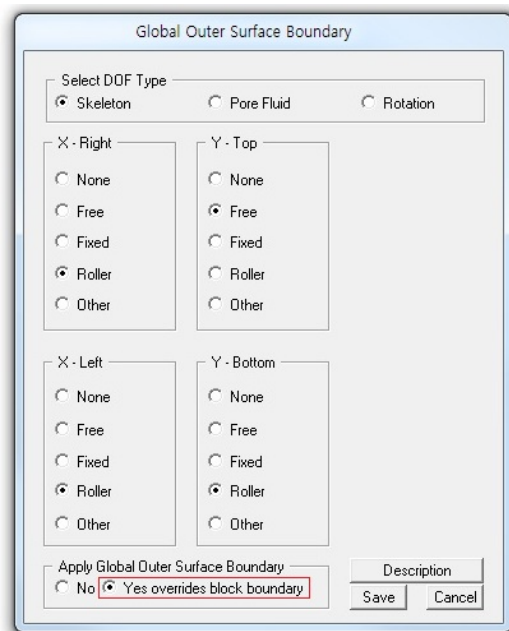 Global Outer Surface Boundary
Select DOF Type
Skeleton
Pore Fluid
Rotation
X - Right
None
Free
Fixed
Roller
Other
Y - Top
None
Free
Fixed
Roller
Other
X - Left
None
Free
Fixed
Roller
Other
Y - Bottom
None
Free
Fixed
Roller
Other
Apply Global Outer Surface Boundary
No Yes overrides block boundary
Description
Save Cancel